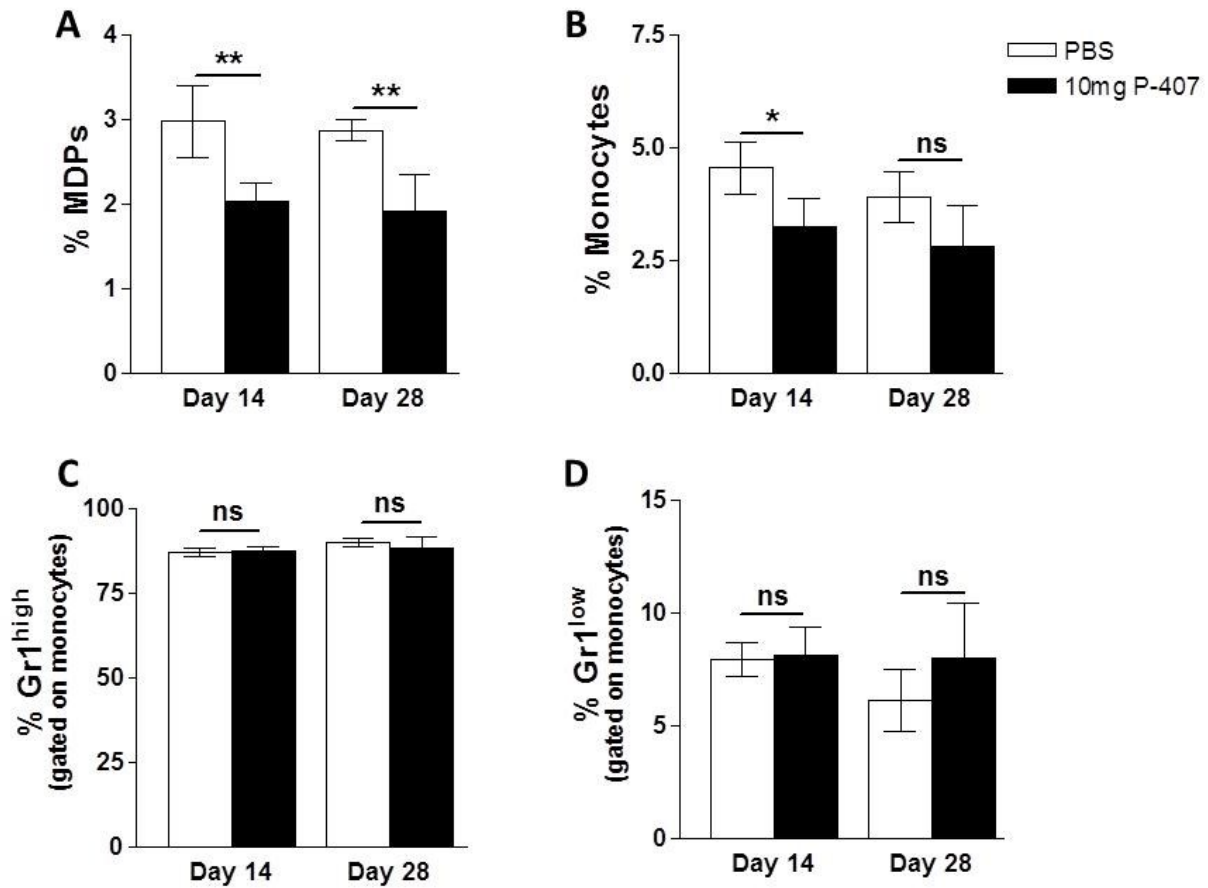 A
% MDPs
4
3
2
1
0
**
**
Day 14
Day 28
B
% Monocytes
7.5
5.0
2.5
0.0
*
ns
Day 14
Day 28
PBS
10mg P-407
C
% Gr1high
(gated on monocytes)
100
75
50
25
0
ns
ns
Day 14
Day 28
D
% Gr1low
(gated on monocytes)
15
10
5
0
ns
ns
Day 14
Day 28